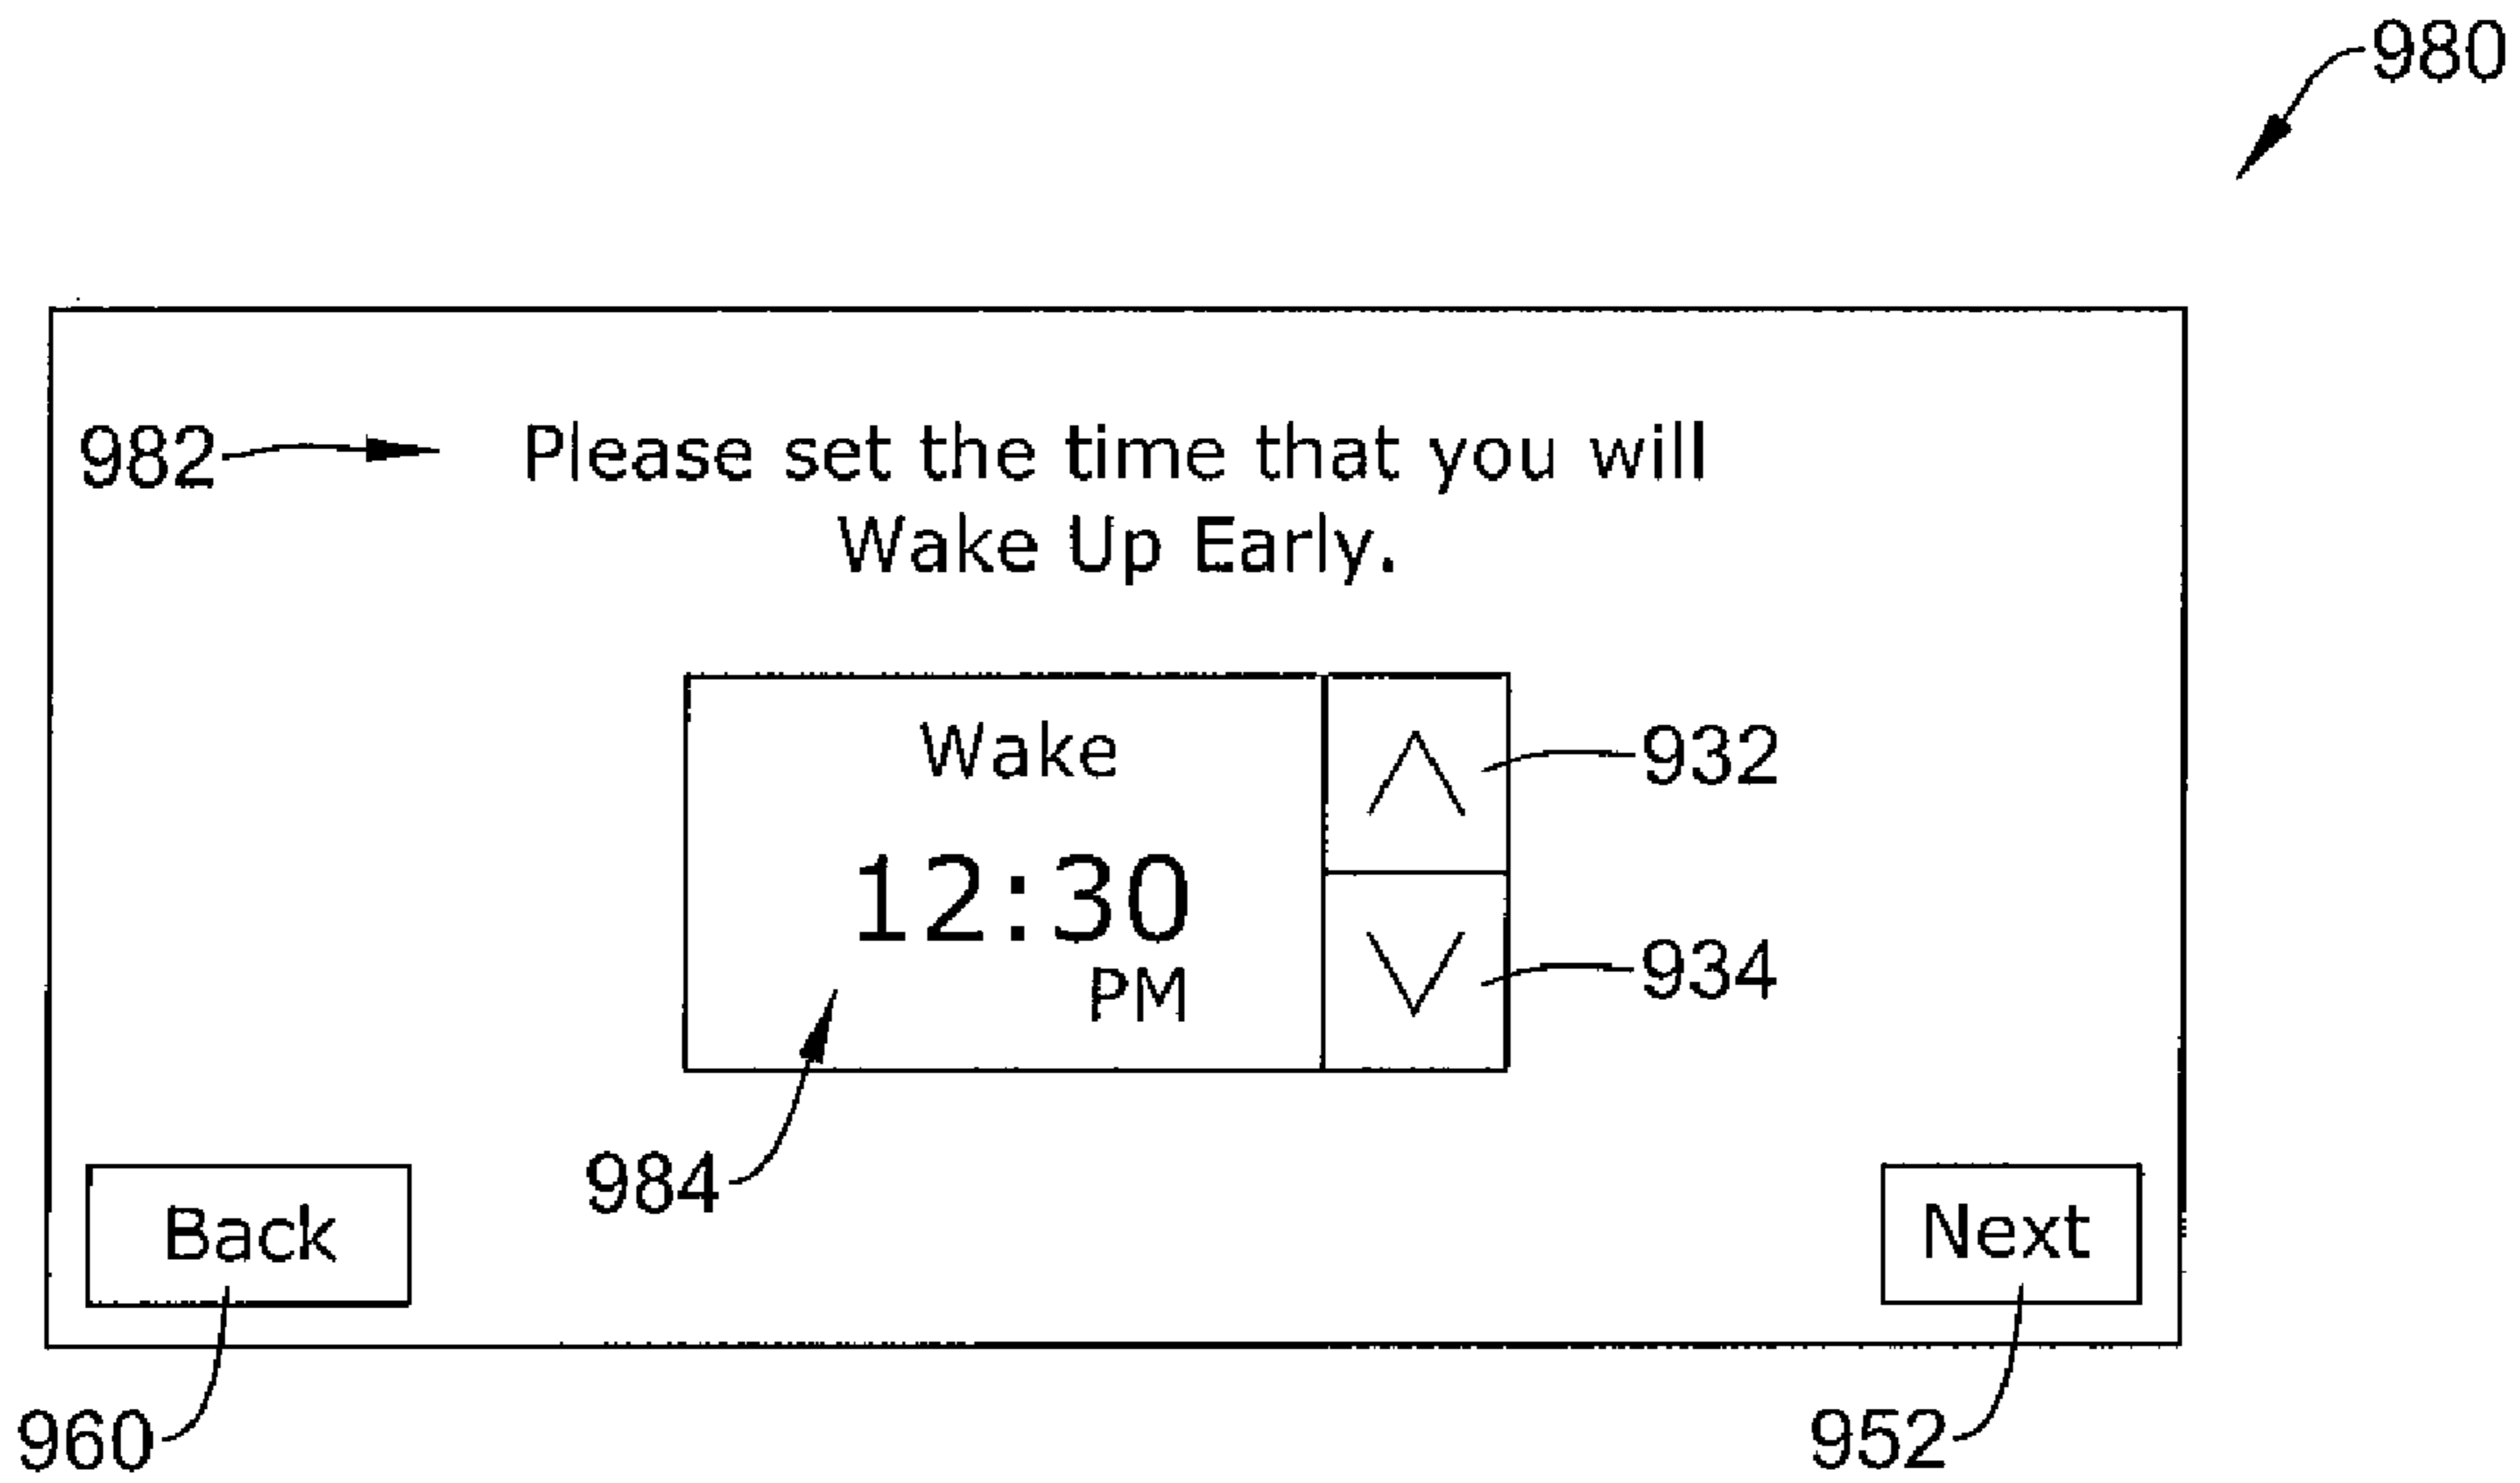 980
982 Please set the time that you will
Wake Up Early.
Wake
932
12:30
PM
934
984
Back
Next
960
952